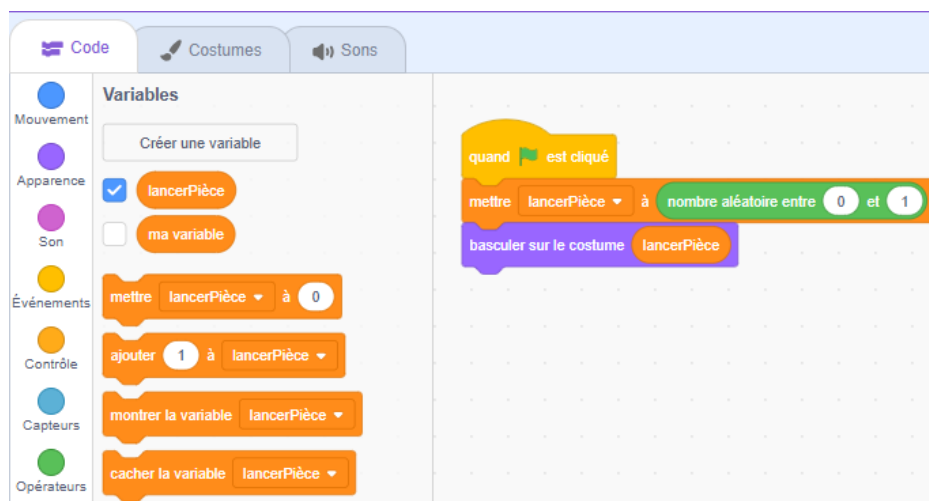 Code
Costumes
Sons
Mouvement
Apparence
Son
Événements
Contrôle
Capteurs
Opérateurs
Variables
Créer une variable
lancerPièce
ma variable
mettre lancerPièce à 0
ajouter 1 à lancerPièce
montrer la variable lancerPièce
cacher la variable lancerPièce
quand est cliqué
mettre lancerPièce à nombre aléatoire entre 0 et 1
basculer sur le costume lancerPièce